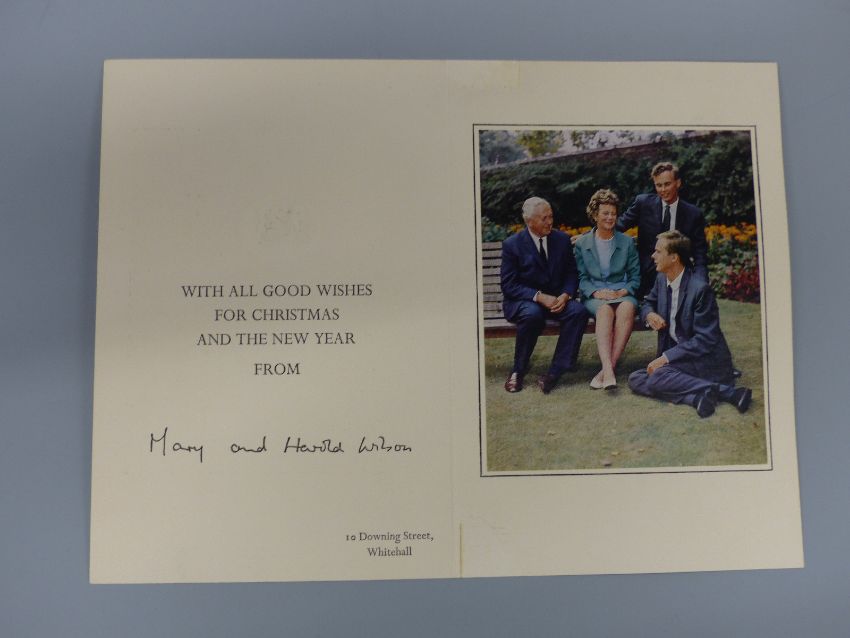 WITH ALL GOOD WISHES
FOR CHRISTMAS
AND THE NEW YEAR
FROM
Mary and Harold Wilson
10 Downing Street,
Whitehall